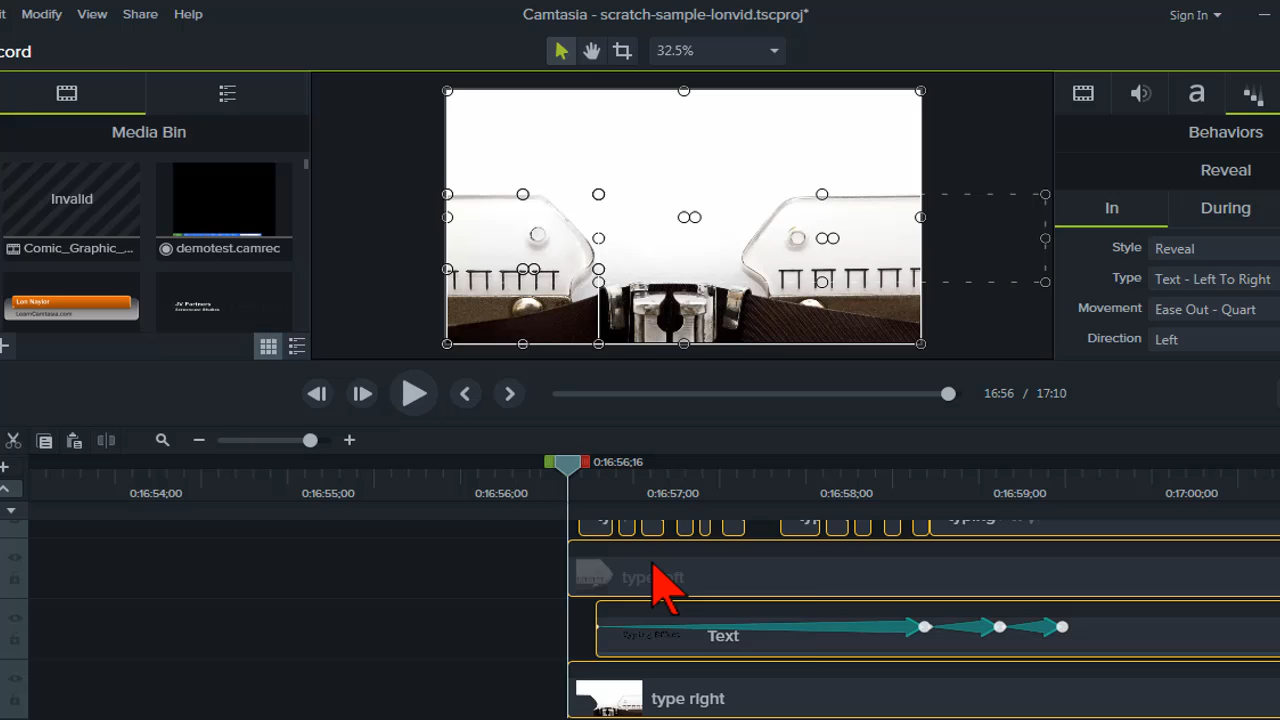 Modify View Share Help
Camtasia - scratch-sample-lonvid.tscproj*
Sign In
cord
32.5%
Media Bin
Invalid
Comic_Graphic_...
demotest.camrec
Lon Naylor
LearnCamtasia.com
JV Partners
Behaviors
Reveal
In During
Style Reveal
Type Text - Left To Right
Movement Ease Out - Quart
Direction Left
16:56 / 17:10
0:16:56;16
0:16:54;00 0:16:55;00 0:16:56;00 0:16:57;00 0:16:58;00 0:16:59;00 0:17:00;00
type left
Typing Effect
Text
type right